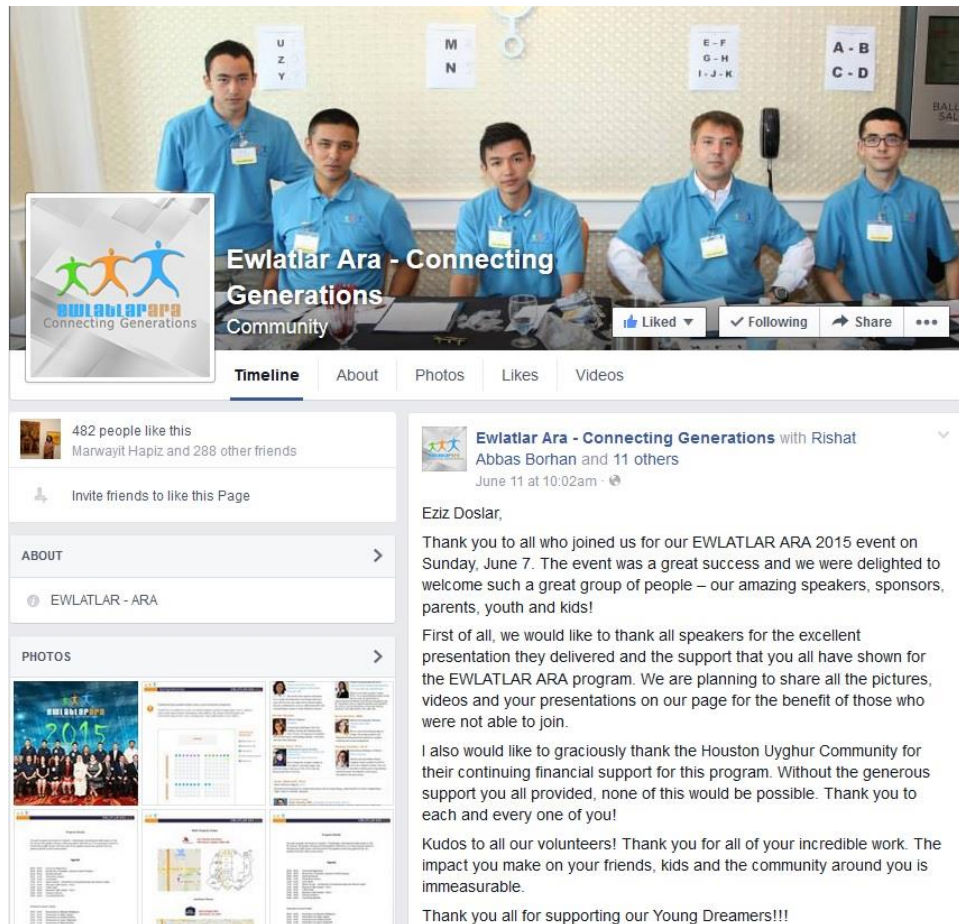 U
Z
Y
M
N
E - F
G - H
I - J - K
A - B
C - D
Ewlatlar Ara - Connecting
Generations
Community
ewlatlarara
Connecting Generations
Liked
Following
Share
Timeline
About
Photos
Likes
Videos
482 people like this
Marwayit Hapiz and 288 other friends
Invite friends to like this Page
ABOUT
EWLATLAR - ARA
PHOTOS
ewlatlarara
2015
Ewlatlar Ara - Connecting Generations with Rishat
Abbas Borhan and 11 others
June 11 at 10:02am
Eziz Doslar,
Thank you to all who joined us for our EWLATLAR ARA 2015 event on
Sunday, June 7. The event was a great success and we were delighted to
welcome such a great group of people – our amazing speakers, sponsors,
parents, youth and kids!
First of all, we would like to thank all speakers for the excellent
presentation they delivered and the support that you all have shown for
the EWLATLAR ARA program. We are planning to share all the pictures,
videos and your presentations on our page for the benefit of those who
were not able to join.
I also would like to graciously thank the Houston Uyghur Community for
their continuing financial support for this program. Without the generous
support you all provided, none of this would be possible. Thank you to
each and every one of you!
Kudos to all our volunteers! Thank you for all of your incredible work. The
impact you make on your friends, kids and the community around you is
immeasurable.
Thank you all for supporting our Young Dreamers!!!